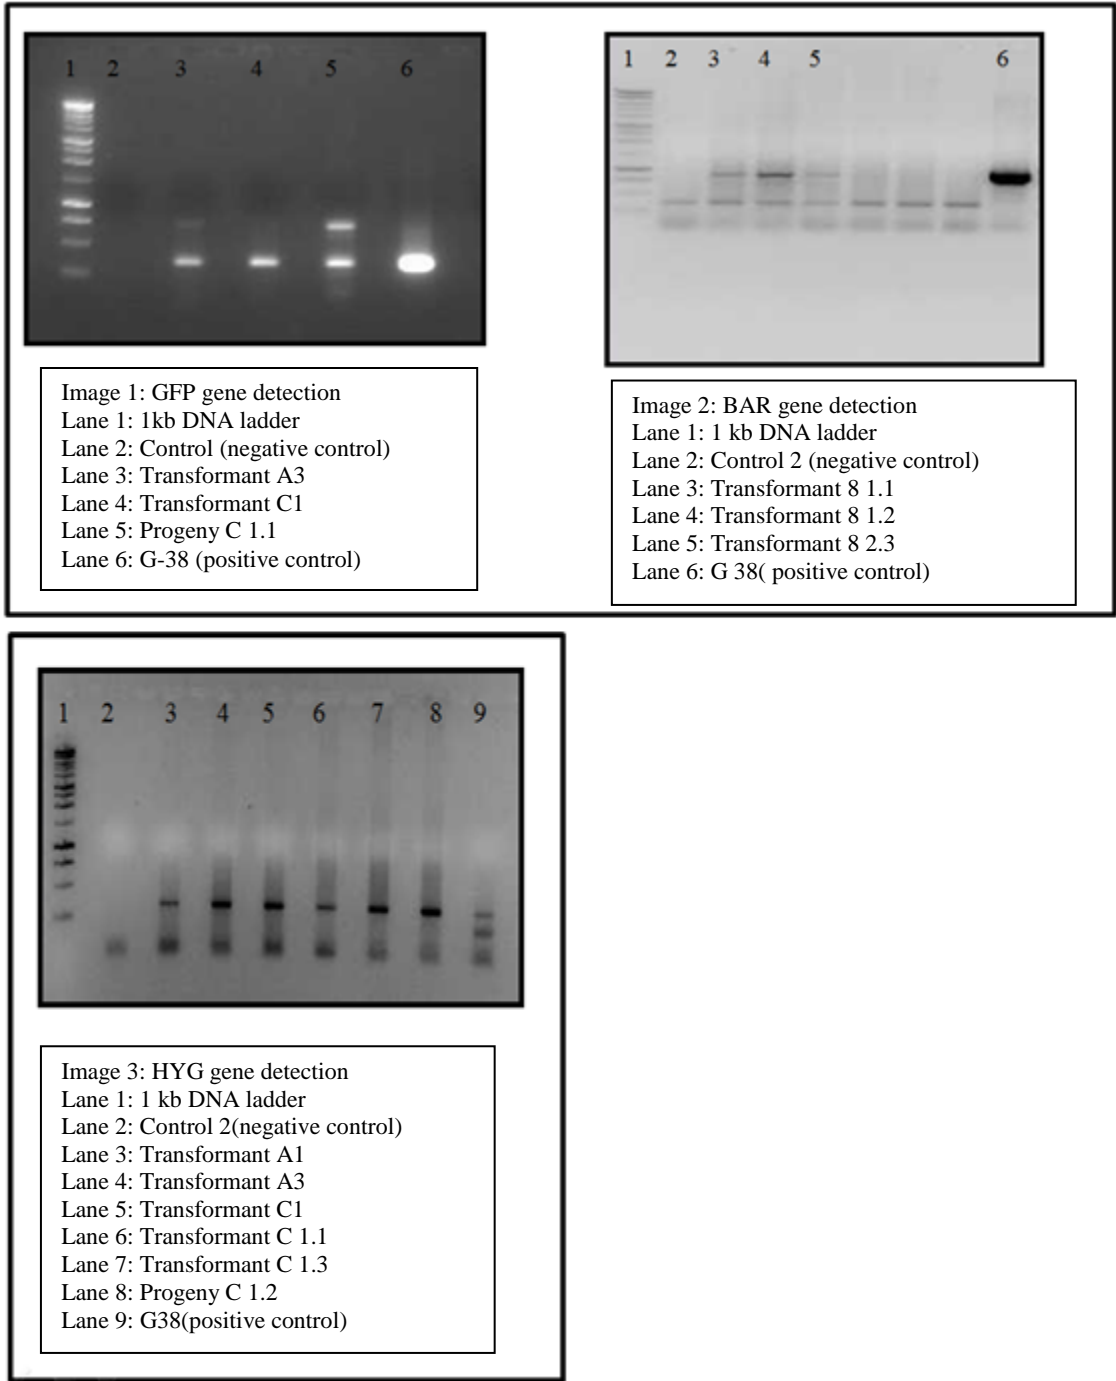 1 2 3 4 5 6
Image 1: GFP gene detection
Lane 1: 1kb DNA ladder
Lane 2: Control (negative control)
Lane 3: Transformant A3
Lane 4: Transformant C1
Lane 5: Progeny C 1.1
Lane 6: G-38 (positive control)
1 2 3 4 5 6
Image 2: BAR gene detection
Lane 1: 1 kb DNA ladder
Lane 2: Control 2 (negative control)
Lane 3: Transformant 8 1.1
Lane 4: Transformant 8 1.2
Lane 5: Transformant 8 2.3
Lane 6: G 38( positive control)
1 2 3 4 5 6 7 8 9
Image 3: HYG gene detection
Lane 1: 1 kb DNA ladder
Lane 2: Control 2(negative control)
Lane 3: Transformant A1
Lane 4: Transformant A3
Lane 5: Transformant C1
Lane 6: Transformant C 1.1
Lane 7: Transformant C 1.3
Lane 8: Progeny C 1.2
Lane 9: G38(positive control)